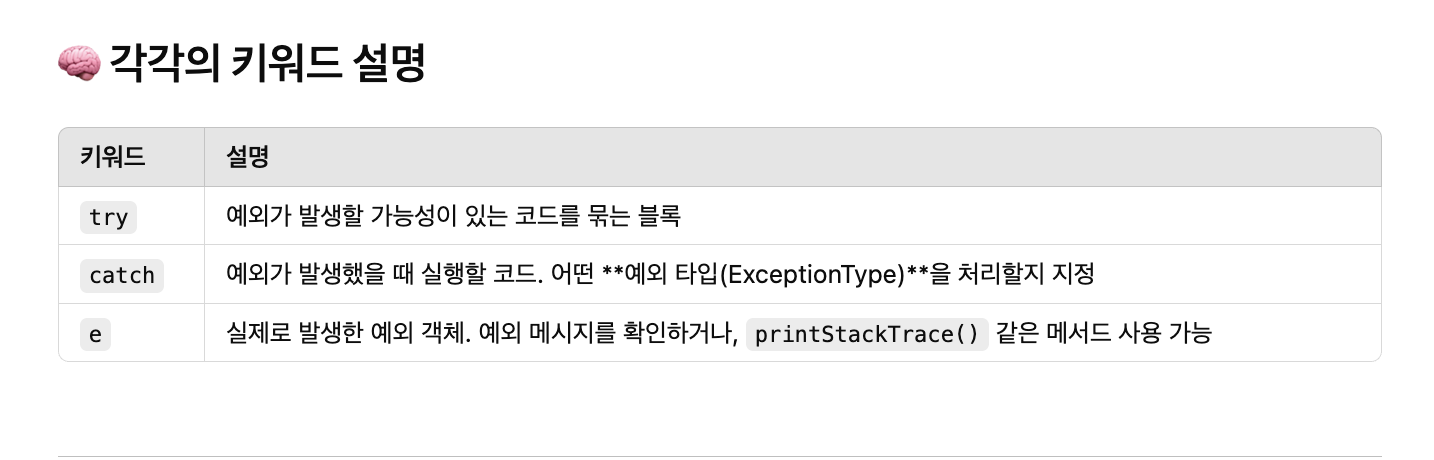 🧠 각각의 키워드 설명
키워드 설명
try 예외가 발생할 가능성이 있는 코드를 묶는 블록
catch 예외가 발생했을 때 실행할 코드. 어떤 **예외 타입(ExceptionType)**을 처리할지 지정
e 실제로 발생한 예외 객체. 예외 메시지를 확인하거나, printStackTrace() 같은 메서드 사용 가능